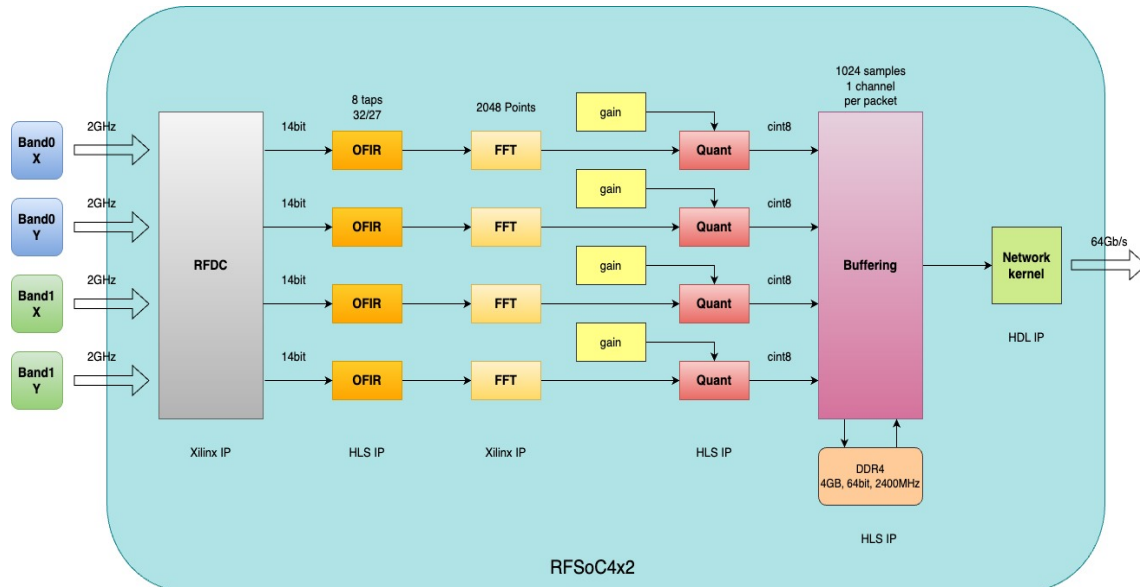 1024 samples
1 channel
per packet
8 taps
32/27
2048 Points
gain
Band0
X
2GHz
14bit
OFIR
FFT
Quant
cint8
gain
Band0
Y
2GHz
14bit
OFIR
FFT
Quant
cint8
RFDC
Buffering
Network
kernel
64Gb/s
gain
Band1
X
2GHz
14bit
OFIR
FFT
Quant
cint8
HDL IP
gain
Band1
Y
2GHz
14bit
OFIR
FFT
Quant
cint8
Xilinx IP
HLS IP
Xilinx IP
HLS IP
DDR4
4GB, 64bit, 2400MHz
HLS IP
RFSoC4x2